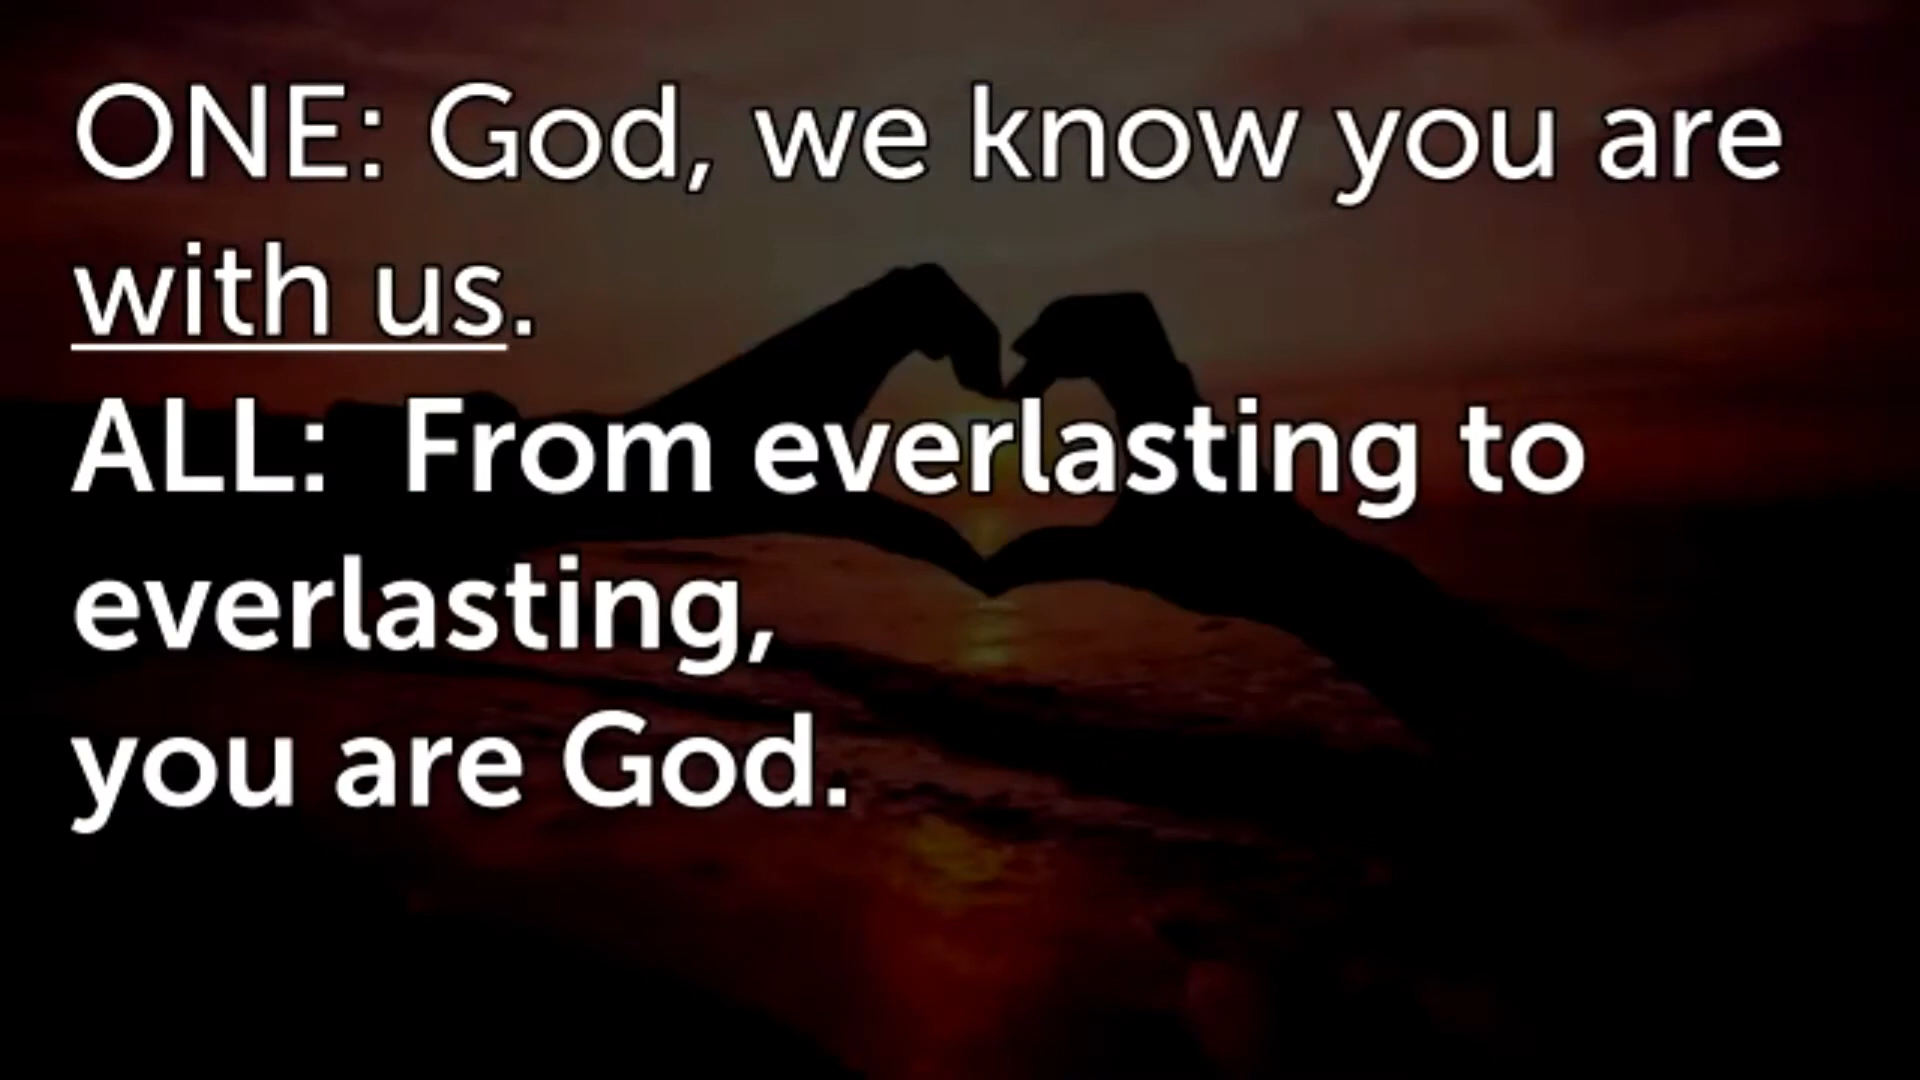 ONE: God, we know you are
with us.
ALL:  From everlasting to
everlasting,
you are God.